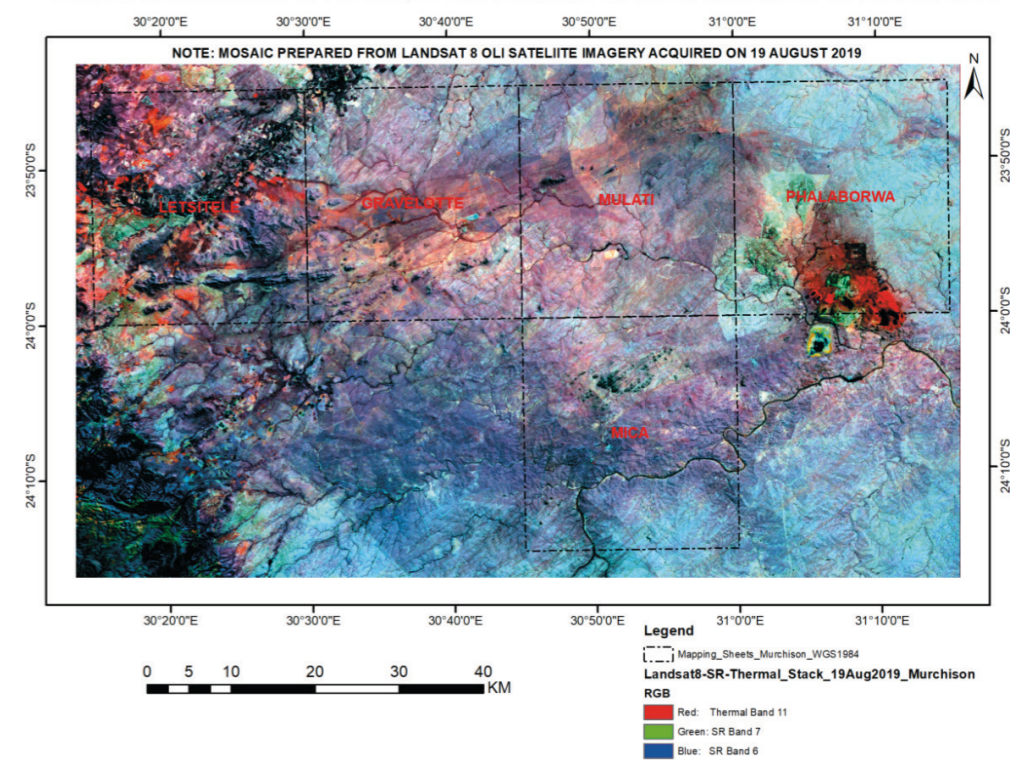 30°20'0"E 30°30'0"E 30°40'0"E 30°50'0"E 31°0'0"E 31°10'0"E
NOTE: MOSAIC PREPARED FROM LANDSAT 8 OLI SATELIITE IMAGERY ACQUIRED ON 19 AUGUST 2019
N
23°50'0"S 23°50'0"S
LETSITELE GRAVELOTTE MULATI PHALABORWA
24°0'0"S 24°0'0"S
MICA
24°10'0"S 24°10'0"S
30°20'0"E 30°30'0"E 30°40'0"E 30°50'0"E 31°0'0"E 31°10'0"E
Legend
Mapping_Sheets_Murchison_WGS1984
0 5 10 20 30 40
KM
Landsat8-SR-Thermal_Stack_19Aug2019_Murchison
RGB
Red: Thermal Band 11
Green: SR Band 7
Blue: SR Band 6